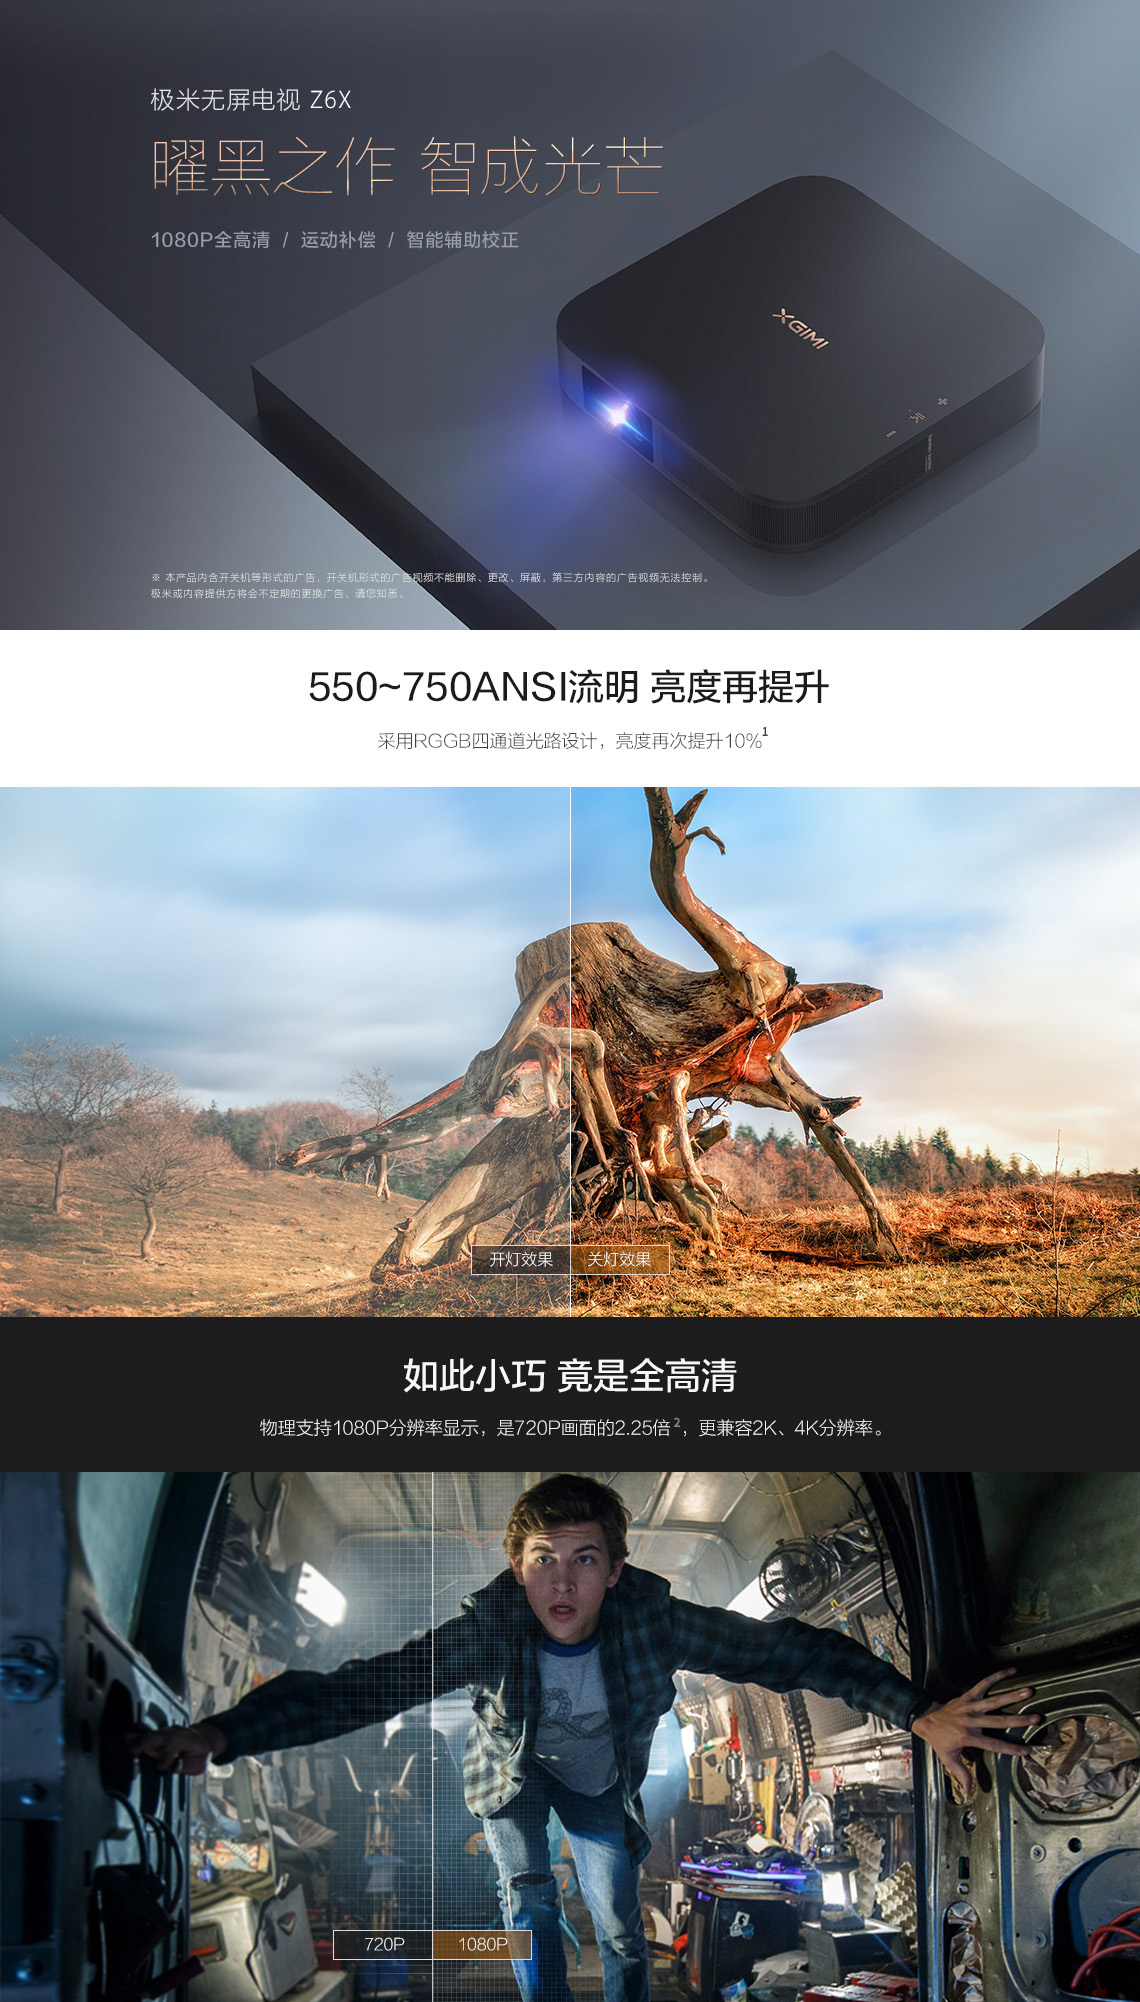 极米无屏电视 Z6X
曜黑之作 智成光芒
1080P全高清 / 运动补偿 / 智能辅助校正
XGIMI
※ 本产品内含开关机等形式的广告，开关机形式的广告视频不能删除、更改、屏蔽，第三方内容的广告视频无法控制。
极米或内容提供方将会不定期的更换广告，请您知悉。
550~750ANSI流明 亮度再提升
采用RGGB四通道光路设计，亮度再次提升10%¹
开灯效果 关灯效果
如此小巧 竟是全高清
物理支持1080P分辨率显示，是720P画面的2.25倍²，更兼容2K、4K分辨率。
720P 1080P